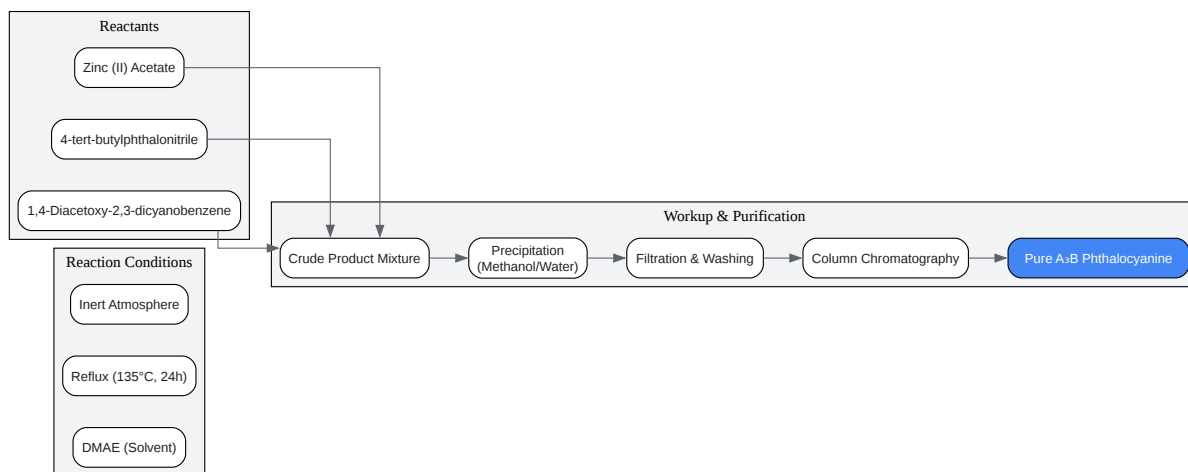 Reactants
Zinc (II) Acetate
4-tert-butylphthalonitrile
1,4-Diacetoxy-2,3-dicyanobenzene
Workup & Purification
Crude Product Mixture
Precipitation
(Methanol/Water)
Filtration & Washing
Column Chromatography
Pure A₃B Phthalocyanine
Reaction Conditions
Inert Atmosphere
Reflux (135°C, 24h)
DMAE (Solvent)